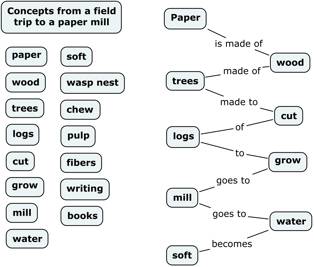 Concepts from a field
trip to a paper mill
paper
soft
wood
wasp nest
trees
chew
logs
pulp
cut
fibers
grow
writing
mill
books
water
Paper
is made of
wood
made of
trees
made to
cut
of
logs
to
grow
goes to
mill
goes to
water
becomes
soft